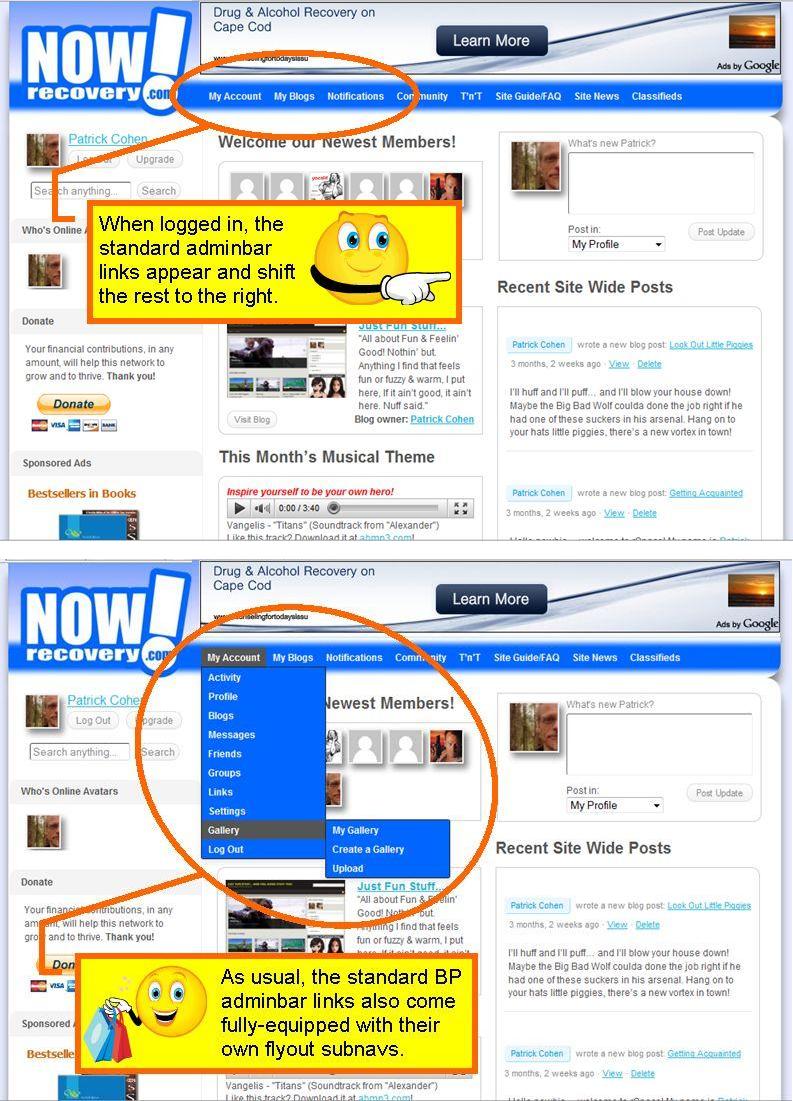 Drug & Alcohol Recovery on
Cape Cod
Learn More
Ads by Google
NOW!
recovery.com
My Account My Blogs Notifications Community T'n'T Site Guide/FAQ Site News Classifieds
Patrick Cohen
Log Out Upgrade
Search anything... Search
Who's Online A
Welcome our Newest Members!
What's new Patrick?
Post in:
My Profile
Post Update
When logged in, the
standard adminbar
links appear and shift
the rest to the right.
Donate
Your financial contributions, in any
amount, will help this network to
grow and to thrive. Thank you!
Donate
VISA BANK
Sponsored Ads
Bestsellers in Books
Just Fun Stuff...
"All about Fun & Feelin'
Good! Nothin' but.
Anything I find that feels
fun or fuzzy & warm, I put
here, If it ain't good, it ain't
here. Nuff said."
Visit Blog
Blog owner: Patrick Cohen
This Month's Musical Theme
Inspire yourself to be your own hero!
0:00 / 3:40
Vangelis - "Titans" (Soundtrack from "Alexander")
Like this track? Download it at abmp3.com!
Recent Site Wide Posts
Patrick Cohen wrote a new blog post: Look Out Little Piggies
3 months, 2 weeks ago · View · Delete
I'll huff and I'll puff... and I'll blow your house down!
Maybe the Big Bad Wolf coulda done the job right if he
had one of these suckers in his arsenal. Hang on to
your hats little piggies, there's a new vortex in town!
Patrick Cohen wrote a new blog post: Getting Acquainted
3 months, 2 weeks ago · View · Delete
Drug & Alcohol Recovery on
Cape Cod
Learn More
Ads by Google
NOW!
recovery.com
My Account My Blogs Notifications Community T'n'T Site Guide/FAQ Site News Classifieds
Activity
Profile
Blogs
Messages
Friends
Groups
Links
Settings
Gallery
Log Out
My Gallery
Create a Gallery
Upload
Patrick Cohen
Log Out Upgrade
Search anything... Search
Who's Online Avatars
Newest Members!
What's new Patrick?
Post in:
My Profile
Post Update
Donate
Your financial contributions, in any
amount, will help this network to
grow and to thrive. Thank you!
Don
VISA
Sponsored A
Bestselle
Just Fun Stuff...
"All about Fun & Feelin'
Good! Nothin' but.
Anything I find that feels
fun or fuzzy & warm, I put
As usual, the standard BP
adminbar links also come
fully-equipped with their
own flyout subnavs.
Vangelis - "Titans" (Soundtrack from "Alexander")
Like this track? Download it at abmp3.com!
Recent Site Wide Posts
Patrick Cohen wrote a new blog post: Look Out Little Piggies
3 months, 2 weeks ago · View · Delete
I'll huff and I'll puff... and I'll blow your house down!
Maybe the Big Bad Wolf coulda done the job right if he
had one of these suckers in his arsenal. Hang on to
your hats little piggies, there's a new vortex in town!
Patrick Cohen wrote a new blog post: Getting Acquainted
3 months, 2 weeks ago · View · Delete